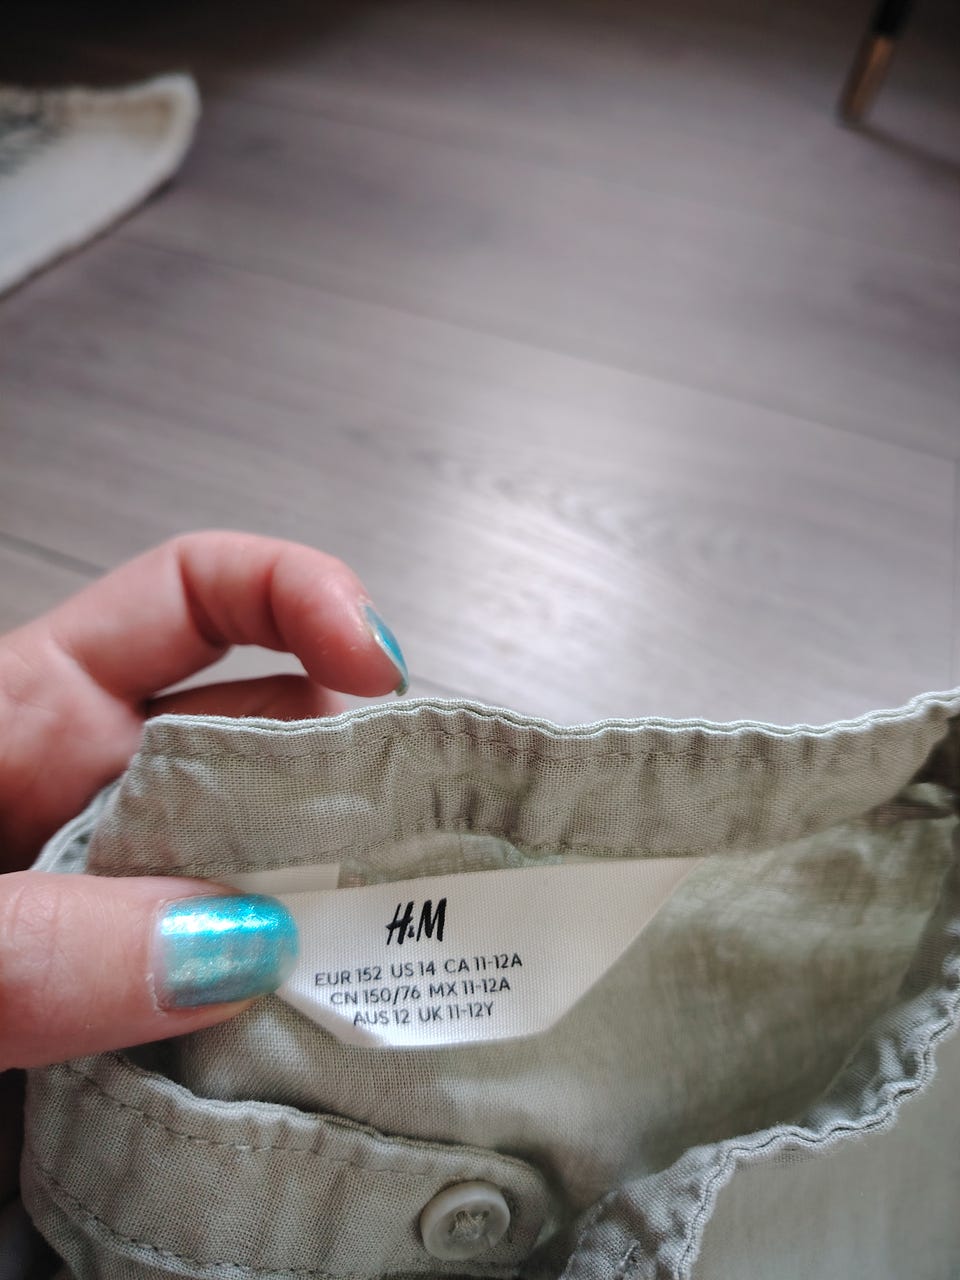 H&M
EUR 152 US 14 CA 11-12A
CN 150/76 MX 11-12A
AUS 12 UK 11-12Y